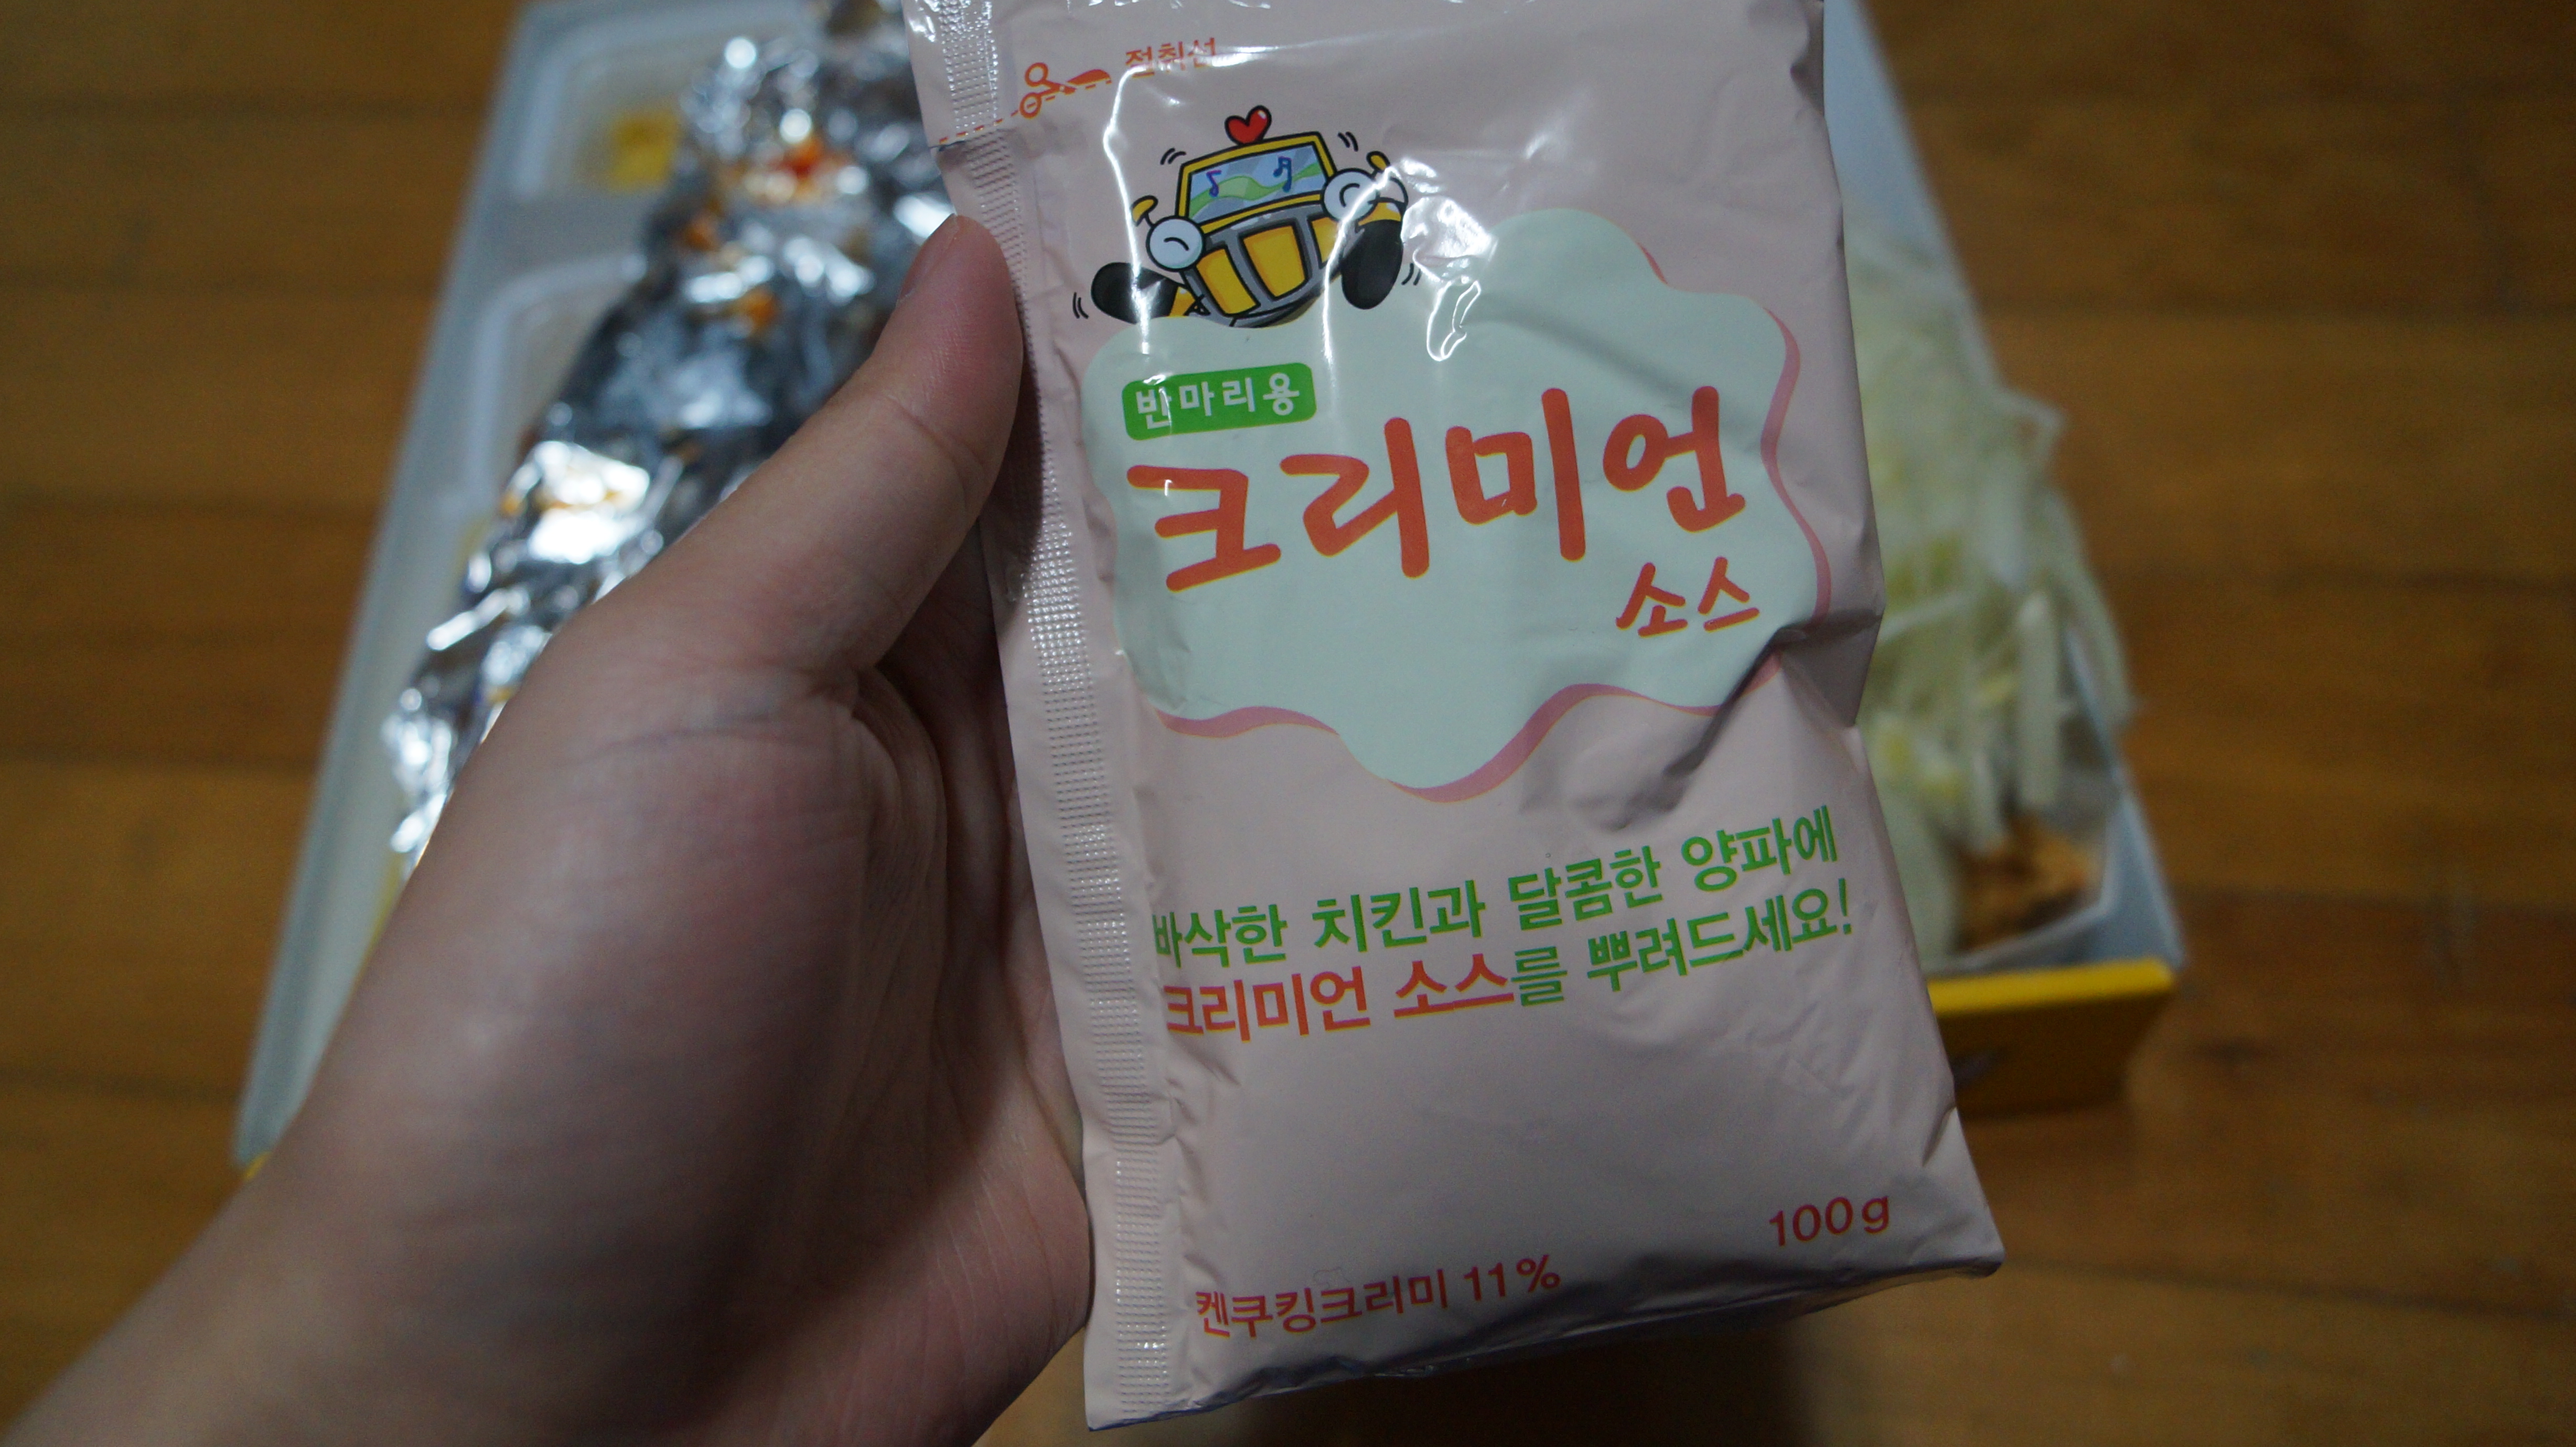 절취선
반마리용
크리미언
소스
바삭한 치킨과 달콤한 양파에
크리미언 소스를 뿌려드세요!
100g
켄쿠킹크리미 11%